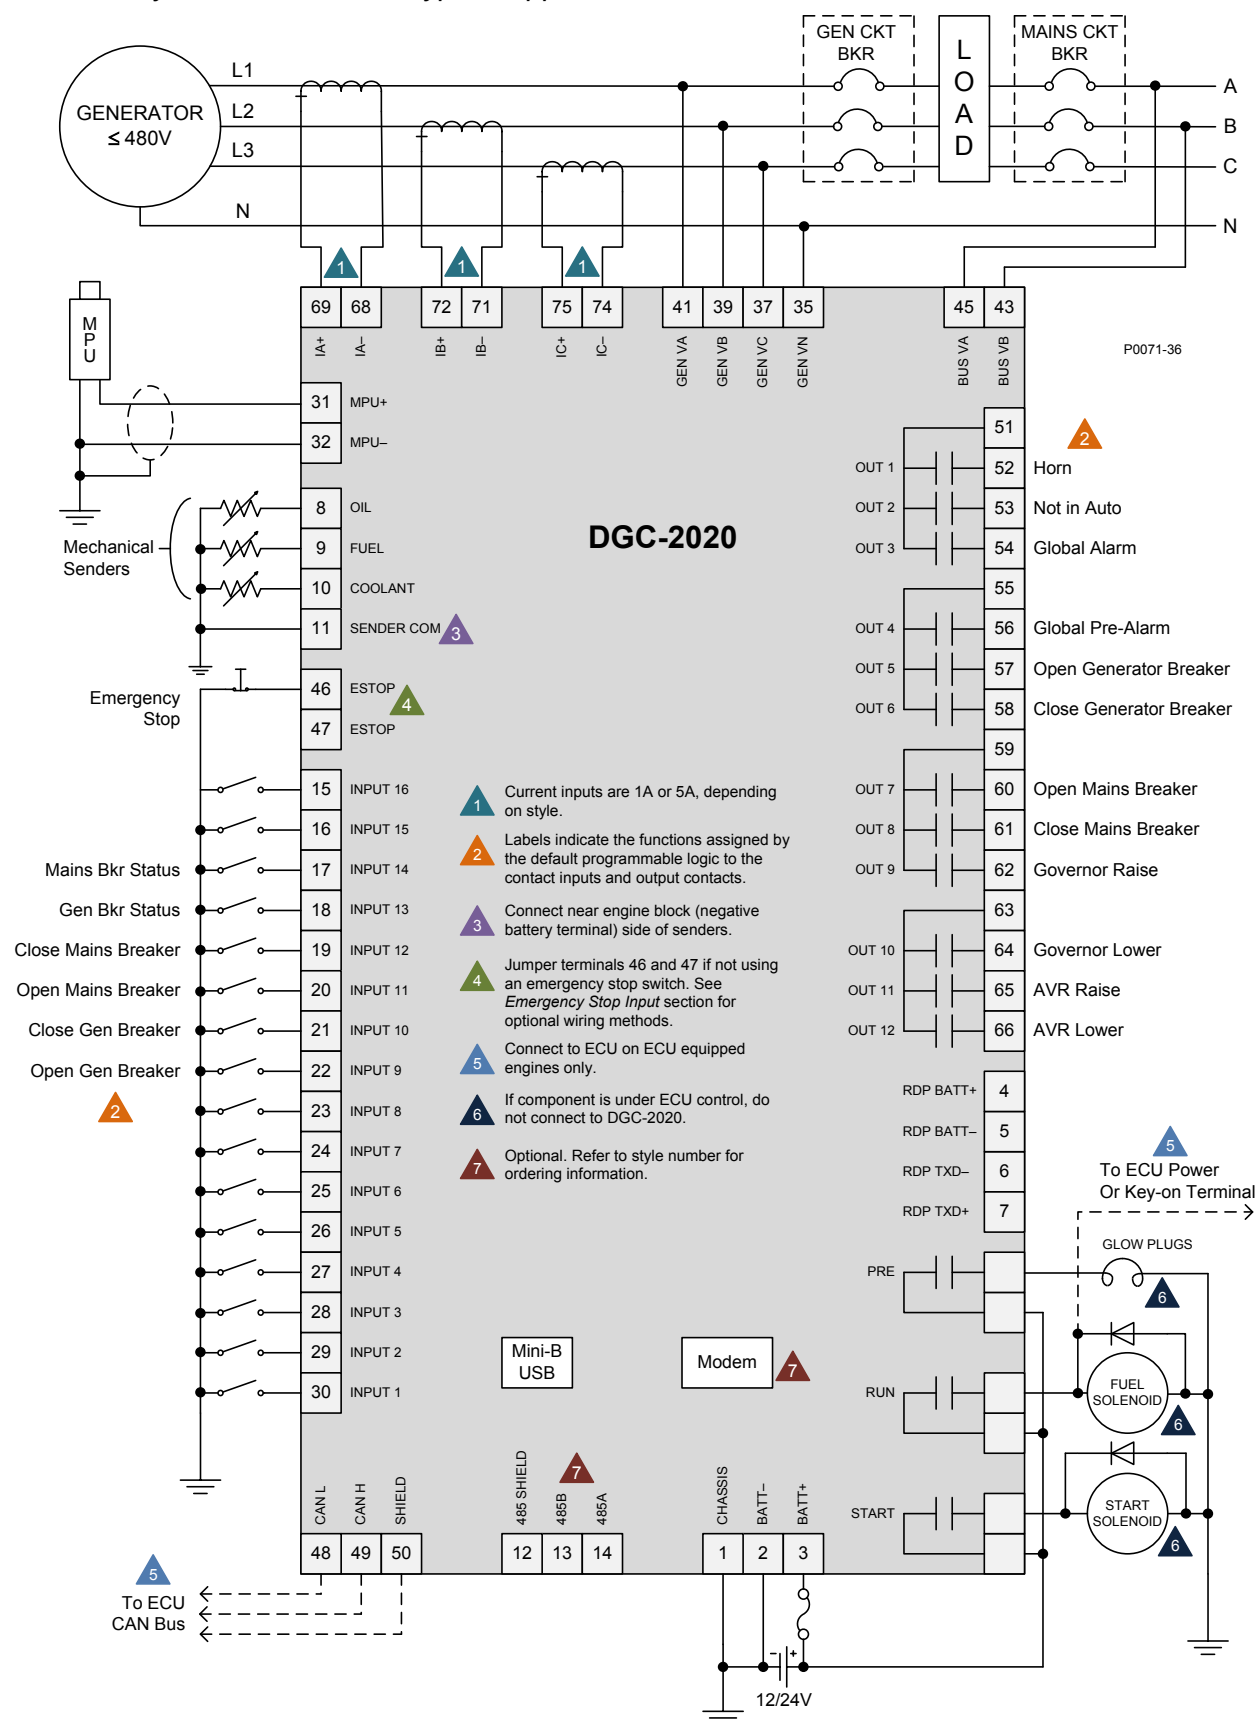 GEN CKT
BKR
LOAD
MAINS CKT
BKR
GENERATOR
≤ 480V
L1
L2
L3
N
A
B
C
N
1
1
1
69
68
72
71
75
74
41
39
37
35
45
43
IA+
IA–
IB+
IB–
IC+
IC–
GEN VA
GEN VB
GEN VC
GEN VN
BUS VA
BUS VB
P0071-36
MPU
31 MPU+
32 MPU–
Mechanical
Senders
8 OIL
9 FUEL
10 COOLANT
11 SENDER COM
3
Emergency
Stop
46 ESTOP
47 ESTOP
4
DGC-2020
15 INPUT 16
16 INPUT 15
Mains Bkr Status 17 INPUT 14
Gen Bkr Status 18 INPUT 13
Close Mains Breaker 19 INPUT 12
Open Mains Breaker 20 INPUT 11
Close Gen Breaker 21 INPUT 10
Open Gen Breaker 22 INPUT 9
2
23 INPUT 8
24 INPUT 7
25 INPUT 6
26 INPUT 5
27 INPUT 4
28 INPUT 3
29 INPUT 2
30 INPUT 1
1 Current inputs are 1A or 5A, depending
on style.
2 Labels indicate the functions assigned by
the default programmable logic to the
contact inputs and output contacts.
3 Connect near engine block (negative
battery terminal) side of senders.
4 Jumper terminals 46 and 47 if not using
an emergency stop switch. See
Emergency Stop Input section for
optional wiring methods.
5 Connect to ECU on ECU equipped
engines only.
6 If component is under ECU control, do
not connect to DGC-2020.
7 Optional. Refer to style number for
ordering information.
51
2
OUT 1 52 Horn
OUT 2 53 Not in Auto
OUT 3 54 Global Alarm
55
OUT 4 56 Global Pre-Alarm
OUT 5 57 Open Generator Breaker
OUT 6 58 Close Generator Breaker
59
OUT 7 60 Open Mains Breaker
OUT 8 61 Close Mains Breaker
OUT 9 62 Governor Raise
63
OUT 10 64 Governor Lower
OUT 11 65 AVR Raise
OUT 12 66 AVR Lower
RDP BATT+ 4
RDP BATT– 5
RDP TXD– 6
RDP TXD+ 7
5
To ECU Power
Or Key-on Terminal
GLOW PLUGS
6
PRE
RUN
FUEL
SOLENOID
6
START
START
SOLENOID
6
Mini-B
USB
Modem
7
CAN L
CAN H
SHIELD
485 SHIELD
485B
485A
7
CHASSIS
BATT–
BATT+
48
49
50
12
13
14
1
2
3
5
To ECU
CAN Bus
- +
12/24V